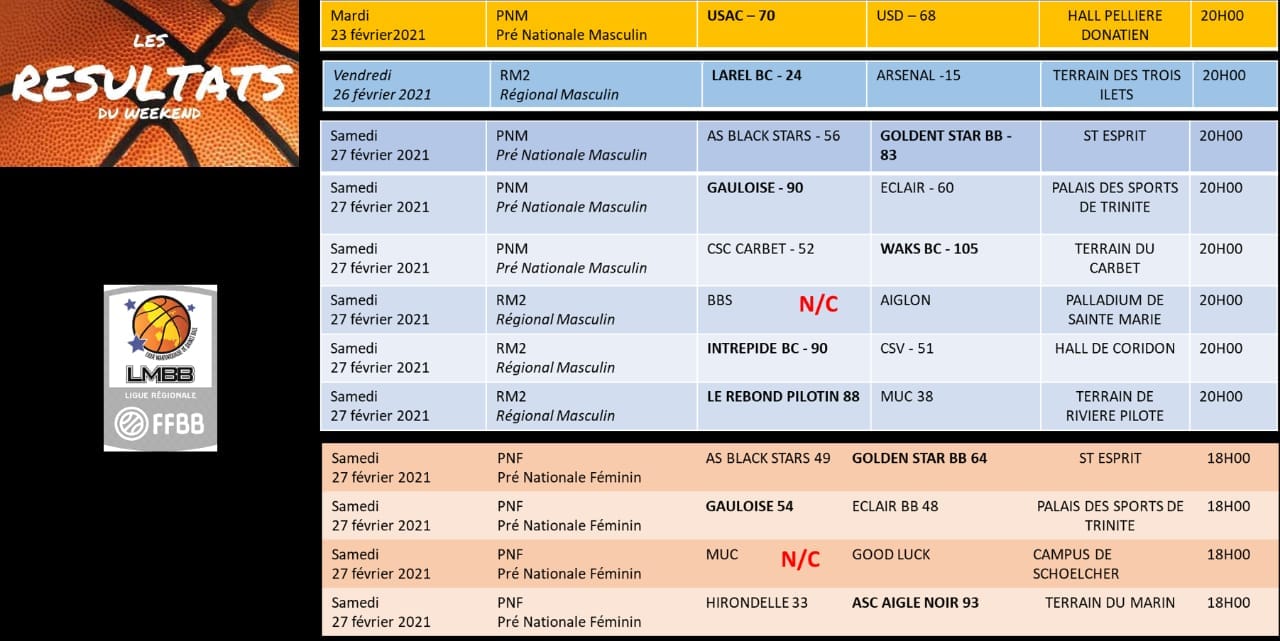 LES
RESULTATS
DU WEEKEND
Mardi PNM USAC – 70 USD – 68 HALL PELLIERE 20H00
23 février2021 Pré Nationale Masculin DONATIEN
Vendredi RM2 LAREL BC - 24 ARSENAL -15 TERRAIN DES TROIS 20H00
26 février 2021 Régional Masculin ILETS
Samedi PNM AS BLACK STARS - 56 GOLDENT STAR BB - ST ESPRIT 20H00
27 février 2021 Pré Nationale Masculin 83
Samedi PNM GAULOISE - 90 ECLAIR - 60 PALAIS DES SPORTS 20H00
27 février 2021 Pré Nationale Masculin DE TRINITE
Samedi PNM CSC CARBET - 52 WAKS BC - 105 TERRAIN DU 20H00
27 février 2021 Pré Nationale Masculin CARBET
Samedi RM2 BBS N/C AIGLON PALLADIUM DE 20H00
27 février 2021 Régional Masculin SAINTE MARIE
Samedi RM2 INTREPIDE BC - 90 CSV - 51 HALL DE CORIDON 20H00
27 février 2021 Régional Masculin
Samedi RM2 LE REBOND PILOTIN 88 MUC 38 TERRAIN DE 20H00
27 février 2021 Régional Masculin RIVIERE PILOTE
Samedi PNF AS BLACK STARS 49 GOLDEN STAR BB 64 ST ESPRIT 18H00
27 février 2021 Pré Nationale Féminin
Samedi PNF GAULOISE 54 ECLAIR BB 48 PALAIS DES SPORTS DE 18H00
27 février 2021 Pré Nationale Féminin TRINITE
Samedi PNF MUC N/C GOOD LUCK CAMPUS DE 18H00
27 février 2021 Pré Nationale Féminin SCHOELCHER
Samedi PNF HIRONDELLE 33 ASC AIGLE NOIR 93 TERRAIN DU MARIN 18H00
27 février 2021 Pré Nationale Féminin
LMBB
LIGUE RÉGIONALE
FFBB